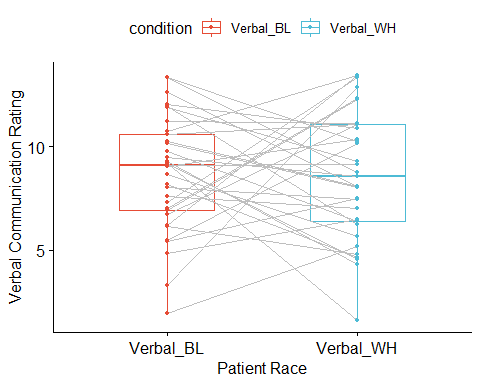 condition Verbal_BL Verbal_WH
Verbal Communication Rating
10
5
Verbal_BL Verbal_WH
Patient Race